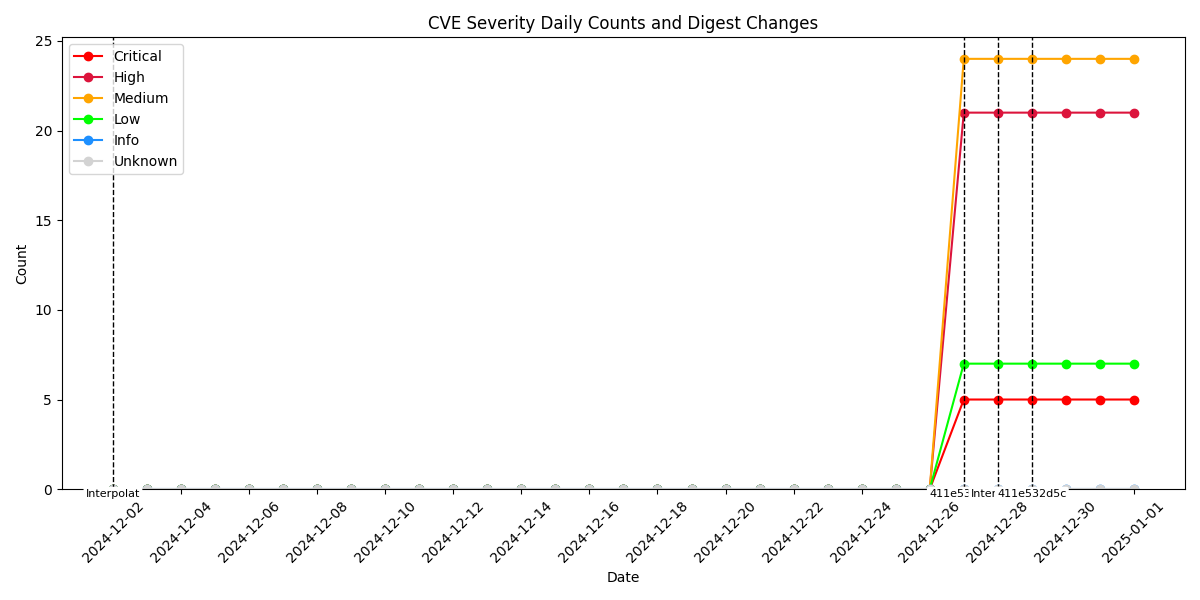 CVE Severity Daily Counts and Digest Changes
25
20
15
10
5
0
Count
Critical
High
Medium
Low
Info
Unknown
Interpolat
411e53
Inter
411e532d5c
2024-12-02
2024-12-04
2024-12-06
2024-12-08
2024-12-10
2024-12-12
2024-12-14
2024-12-16
2024-12-18
2024-12-20
2024-12-22
2024-12-24
2024-12-26
2024-12-28
2024-12-30
2025-01-01
Date